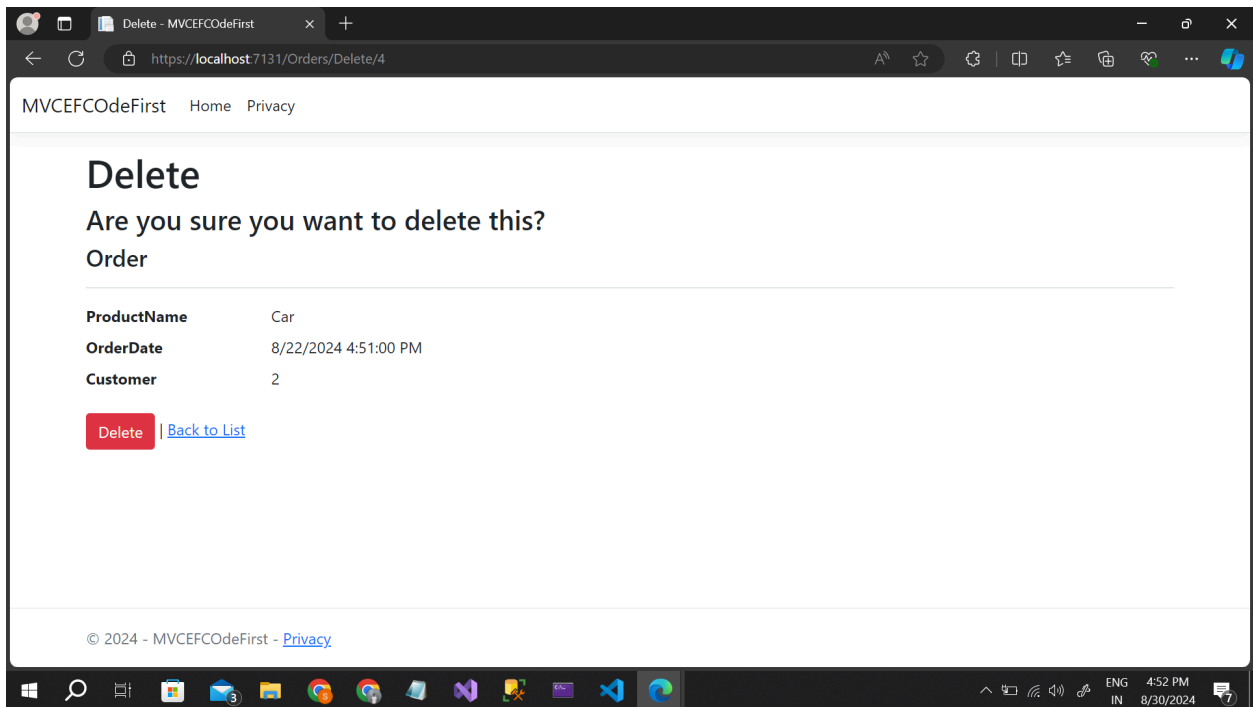 Delete - MVCEFCOdeFirst
https://localhost:7131/Orders/Delete/4
MVCEFCOdeFirst Home Privacy
Delete
Are you sure you want to delete this?
Order
ProductName Car
OrderDate 8/22/2024 4:51:00 PM
Customer 2
Delete | Back to List
© 2024 - MVCEFCOdeFirst - Privacy
3
ENG 4:52 PM
IN 8/30/2024 7